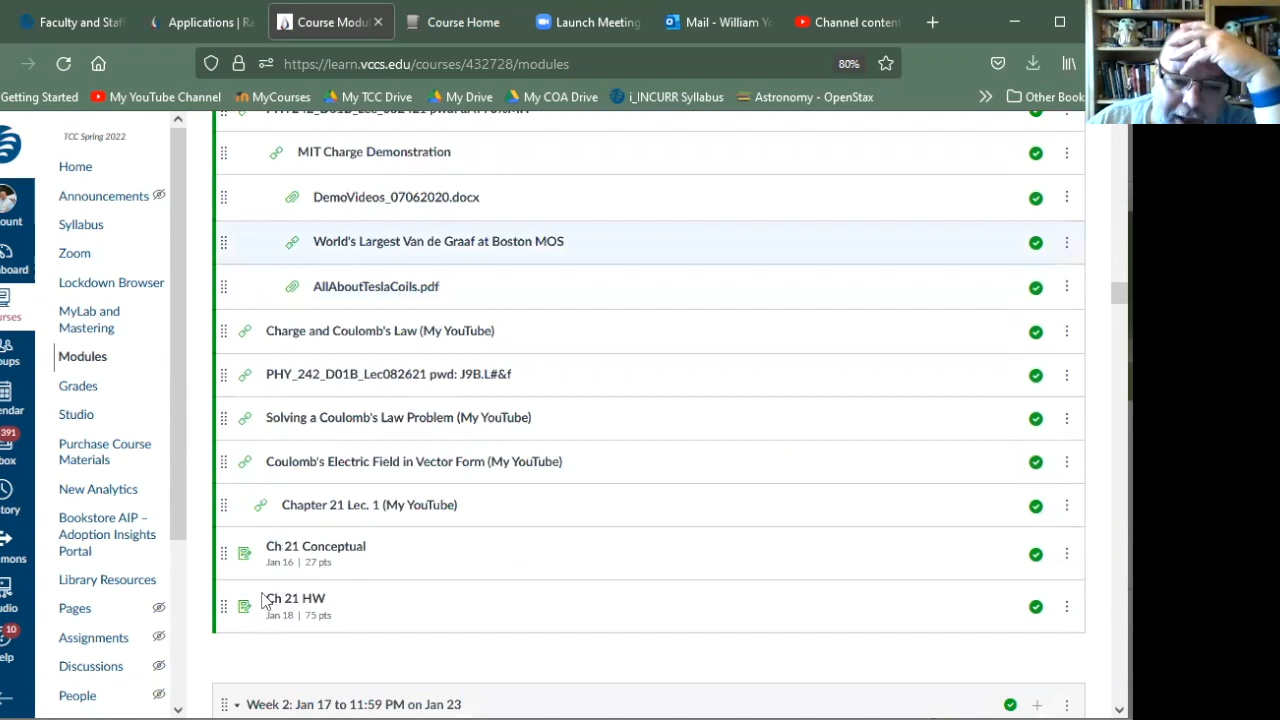 Faculty and Staff
Applications | Ra
Course Modul
Course Home
Launch Meeting
Mail - William Yo
Channel content
https://learn.vccs.edu/courses/432728/modules
80%
Getting Started
My YouTube Channel
MyCourses
My TCC Drive
My Drive
My COA Drive
i_INCURR Syllabus
Astronomy - OpenStax
Other Book
TCC Spring 2022
Home
Announcements
Syllabus
Zoom
Lockdown Browser
MyLab and
Mastering
Modules
Grades
Studio
Purchase Course
Materials
New Analytics
Bookstore AIP –
Adoption Insights
Portal
Library Resources
Pages
Assignments
Discussions
People
ount
board
rses
oups
endar
391
box
tory
mons
udio
10
elp
MIT Charge Demonstration
DemoVideos_07062020.docx
World's Largest Van de Graaf at Boston MOS
AllAboutTeslaCoils.pdf
Charge and Coulomb's Law (My YouTube)
PHY_242_D01B_Lec082621 pwd: J9B.L#&f
Solving a Coulomb's Law Problem (My YouTube)
Coulomb's Electric Field in Vector Form (My YouTube)
Chapter 21 Lec. 1 (My YouTube)
Ch 21 Conceptual
Jan 16 | 27 pts
Ch 21 HW
Jan 18 | 75 pts
Week 2: Jan 17 to 11:59 PM on Jan 23